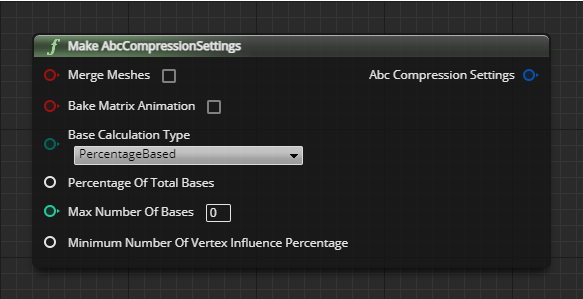 f Make AbcCompressionSettings
Merge Meshes
Abc Compression Settings
Bake Matrix Animation
Base Calculation Type
PercentageBased
Percentage Of Total Bases
Max Number Of Bases 0
Minimum Number Of Vertex Influence Percentage